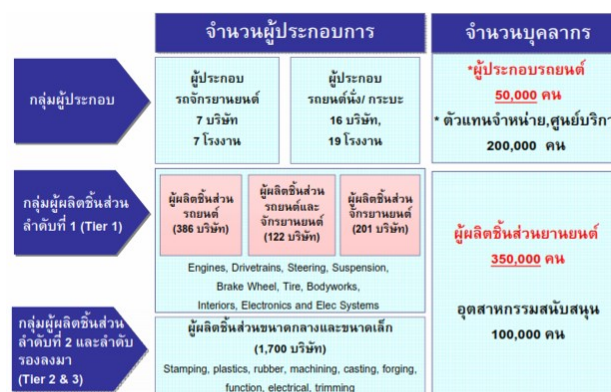 จำนวนผู้ประกอบการ
จำนวนบุคลากร
กลุ่มผู้ประกอบ
ผู้ประกอบ
รถจักรยานยนต์
7 บริษัท
7 โรงงาน
ผู้ประกอบ
รถยนต์นั่ง/ กระบะ
16 บริษัท,
19 โรงงาน
*ผู้ประกอบรถยนต์
50,000 คน
* ตัวแทนจำหน่าย,ศูนย์บริกา
200,000 คน
กลุ่มผู้ผลิตชิ้นส่วน
ลำดับที่ 1 (Tier 1)
ผู้ผลิตชิ้นส่วน
รถยนต์
(386 บริษัท)
ผู้ผลิตชิ้นส่วน
รถยนต์และ
จักรยานยนต์
(122 บริษัท)
ผู้ผลิตชิ้นส่วน
จักรยานยนต์
(201 บริษัท)
Engines, Drivetrains, Steering, Suspension,
Brake Wheel, Tire, Bodyworks,
Interiors, Electronics and Elec Systems
ผู้ผลิตชิ้นส่วนยานยนต์
350,000 คน
อุตสาหกรรมสนับสนุน
100,000 คน
กลุ่มผู้ผลิตชิ้นส่วน
ลำดับที่ 2 และลำดับ
รองลงมา
(Tier 2 & 3)
ผู้ผลิตชิ้นส่วนขนาดกลางและขนาดเล็ก
(1,700 บริษัท)
Stamping, plastics, rubber, machining, casting, forging,
function, electrical, trimming